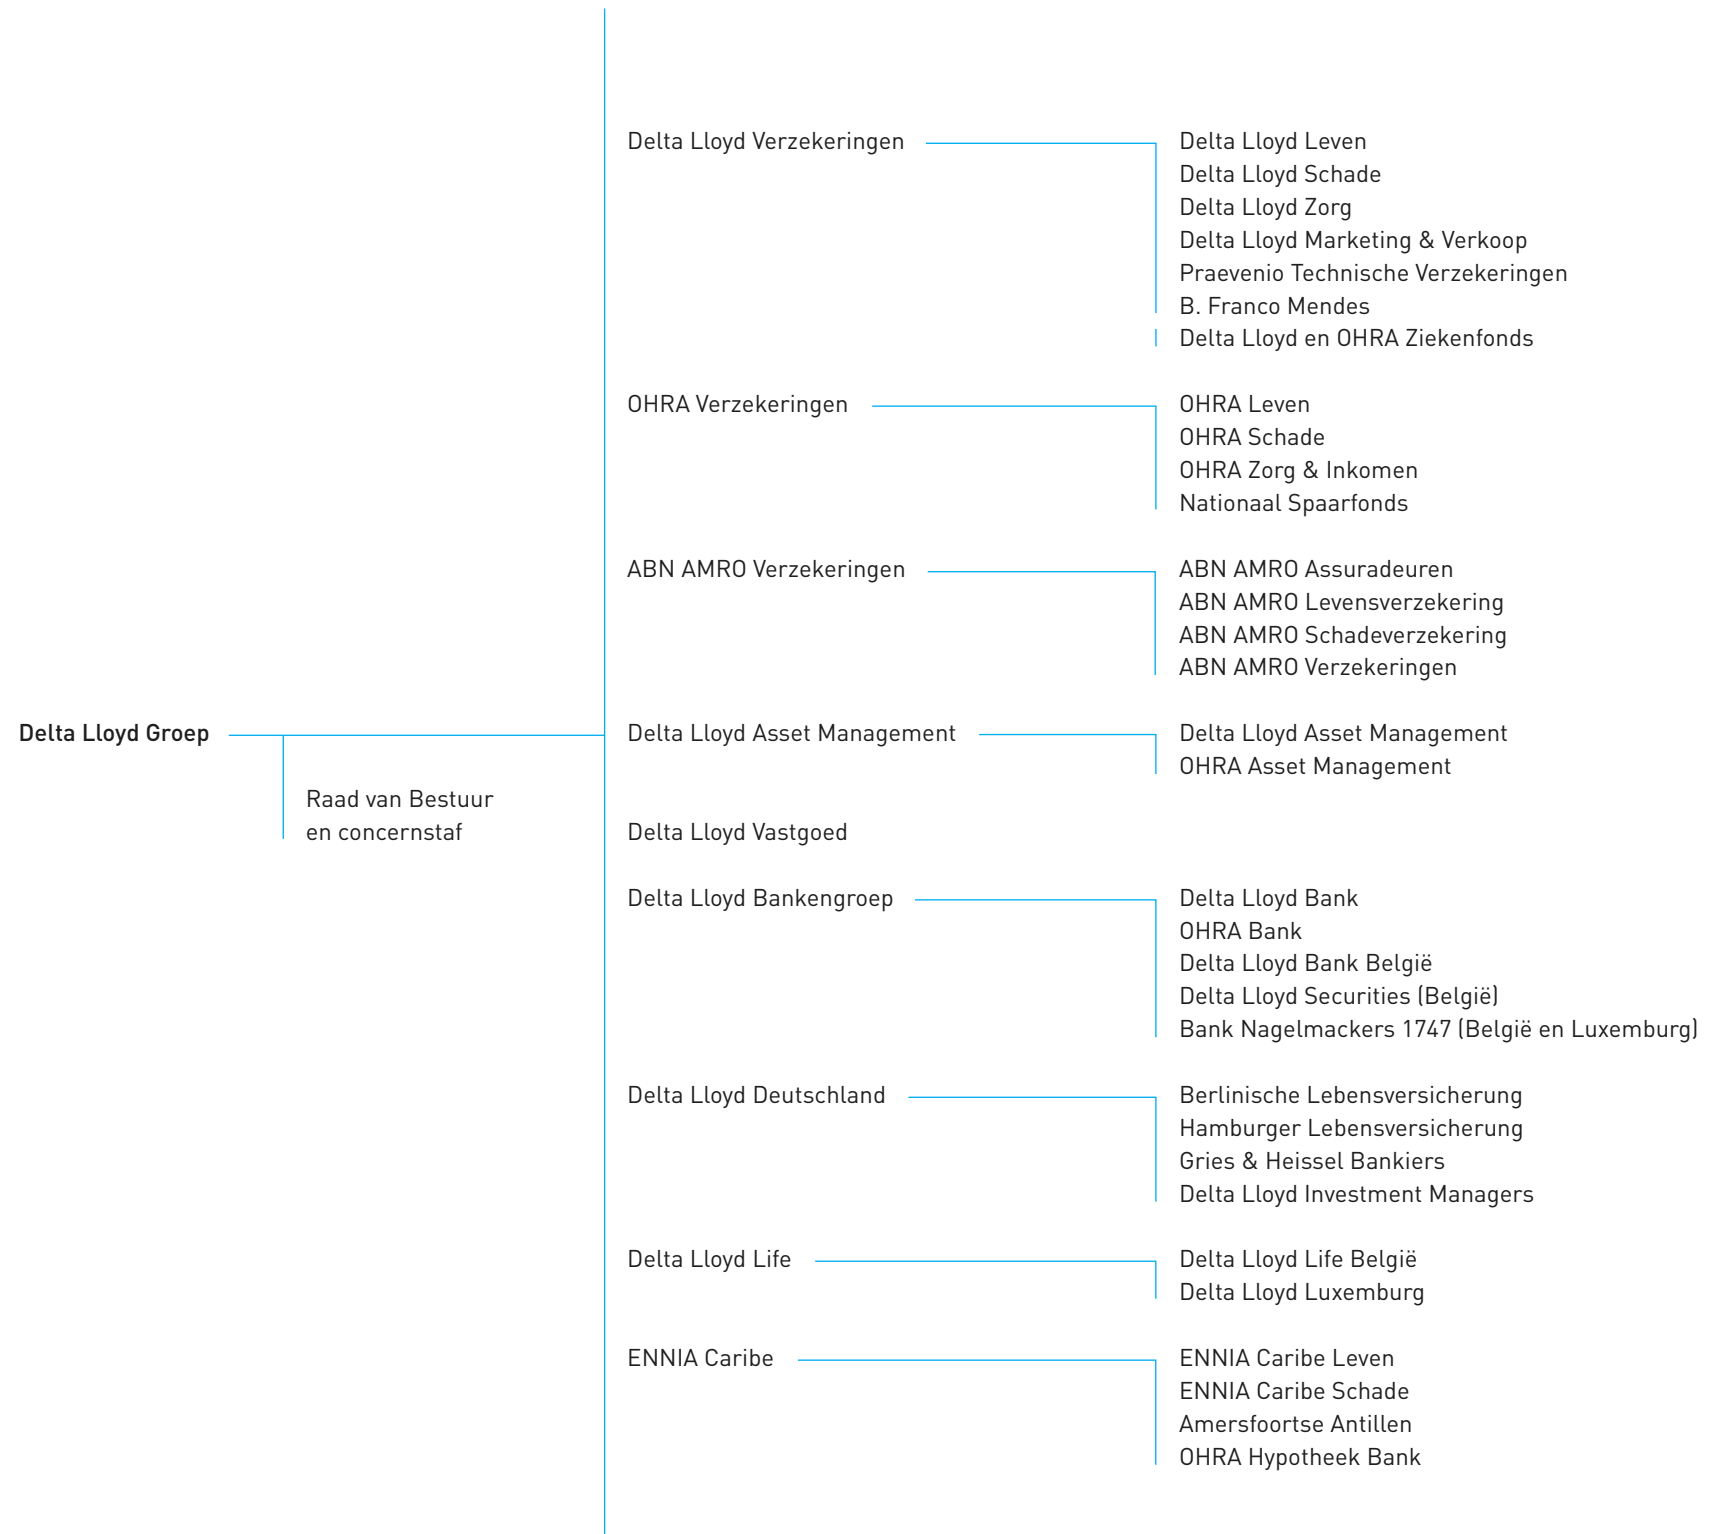 Delta Lloyd Groep
Raad van Bestuur
en concernstaf
Delta Lloyd Verzekeringen
Delta Lloyd Leven
Delta Lloyd Schade
Delta Lloyd Zorg
Delta Lloyd Marketing & Verkoop
Praevenio Technische Verzekeringen
B. Franco Mendes
Delta Lloyd en OHRA Ziekenfonds
OHRA Verzekeringen
OHRA Leven
OHRA Schade
OHRA Zorg & Inkomen
Nationaal Spaarfonds
ABN AMRO Verzekeringen
ABN AMRO Assuradeuren
ABN AMRO Levensverzekering
ABN AMRO Schadeverzekering
ABN AMRO Verzekeringen
Delta Lloyd Asset Management
Delta Lloyd Asset Management
OHRA Asset Management
Delta Lloyd Vastgoed
Delta Lloyd Bankengroep
Delta Lloyd Bank
OHRA Bank
Delta Lloyd Bank België
Delta Lloyd Securities (België)
Bank Nagelmackers 1747 (België en Luxemburg)
Delta Lloyd Deutschland
Berlinische Lebensversicherung
Hamburger Lebensversicherung
Gries & Heissel Bankiers
Delta Lloyd Investment Managers
Delta Lloyd Life
Delta Lloyd Life België
Delta Lloyd Luxemburg
ENNIA Caribe
ENNIA Caribe Leven
ENNIA Caribe Schade
Amersfoortse Antillen
OHRA Hypotheek Bank